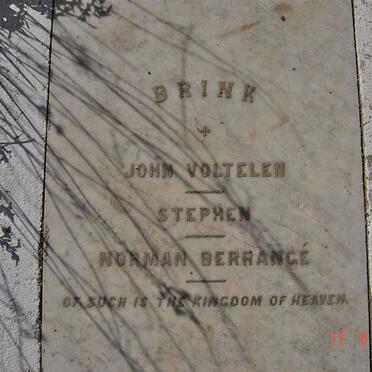 BRINK
JOHN VOLTELEN
STEPHEN
NORMAN BERRANGÉ
OF SUCH IS THE KINGDOM OF HEAVEN.